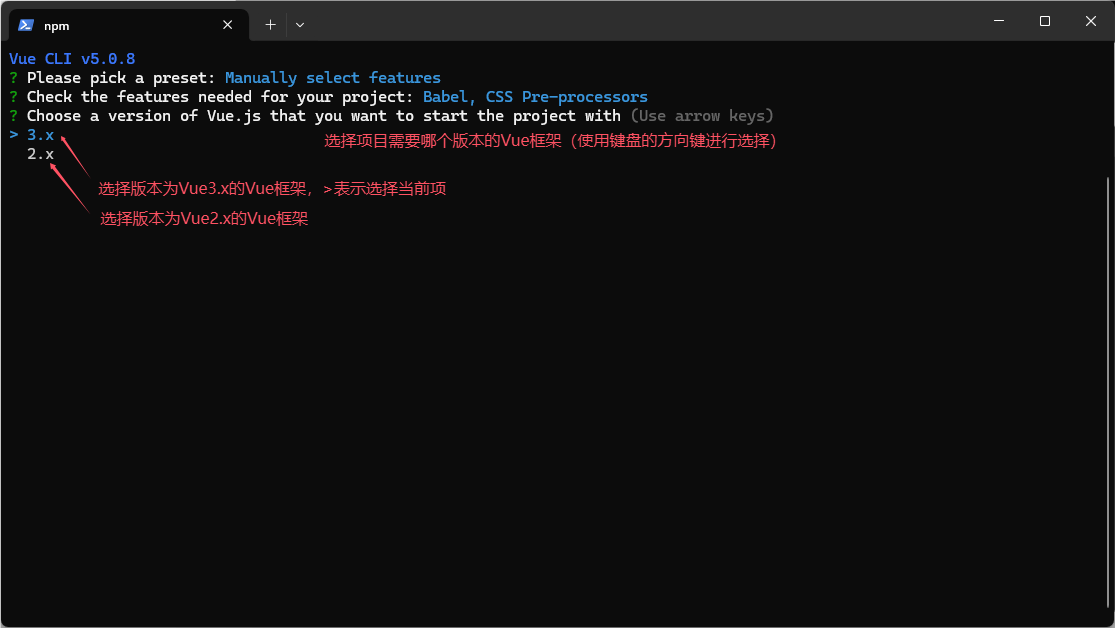 npm
Vue CLI v5.0.8
? Please pick a preset: Manually select features
? Check the features needed for your project: Babel, CSS Pre-processors
? Choose a version of Vue.js that you want to start the project with (Use arrow keys)
> 3.x
选择项目需要哪个版本的Vue框架（使用键盘的方向键进行选择）
2.x
选择版本为Vue3.x的Vue框架，>表示选择当前项
选择版本为Vue2.x的Vue框架